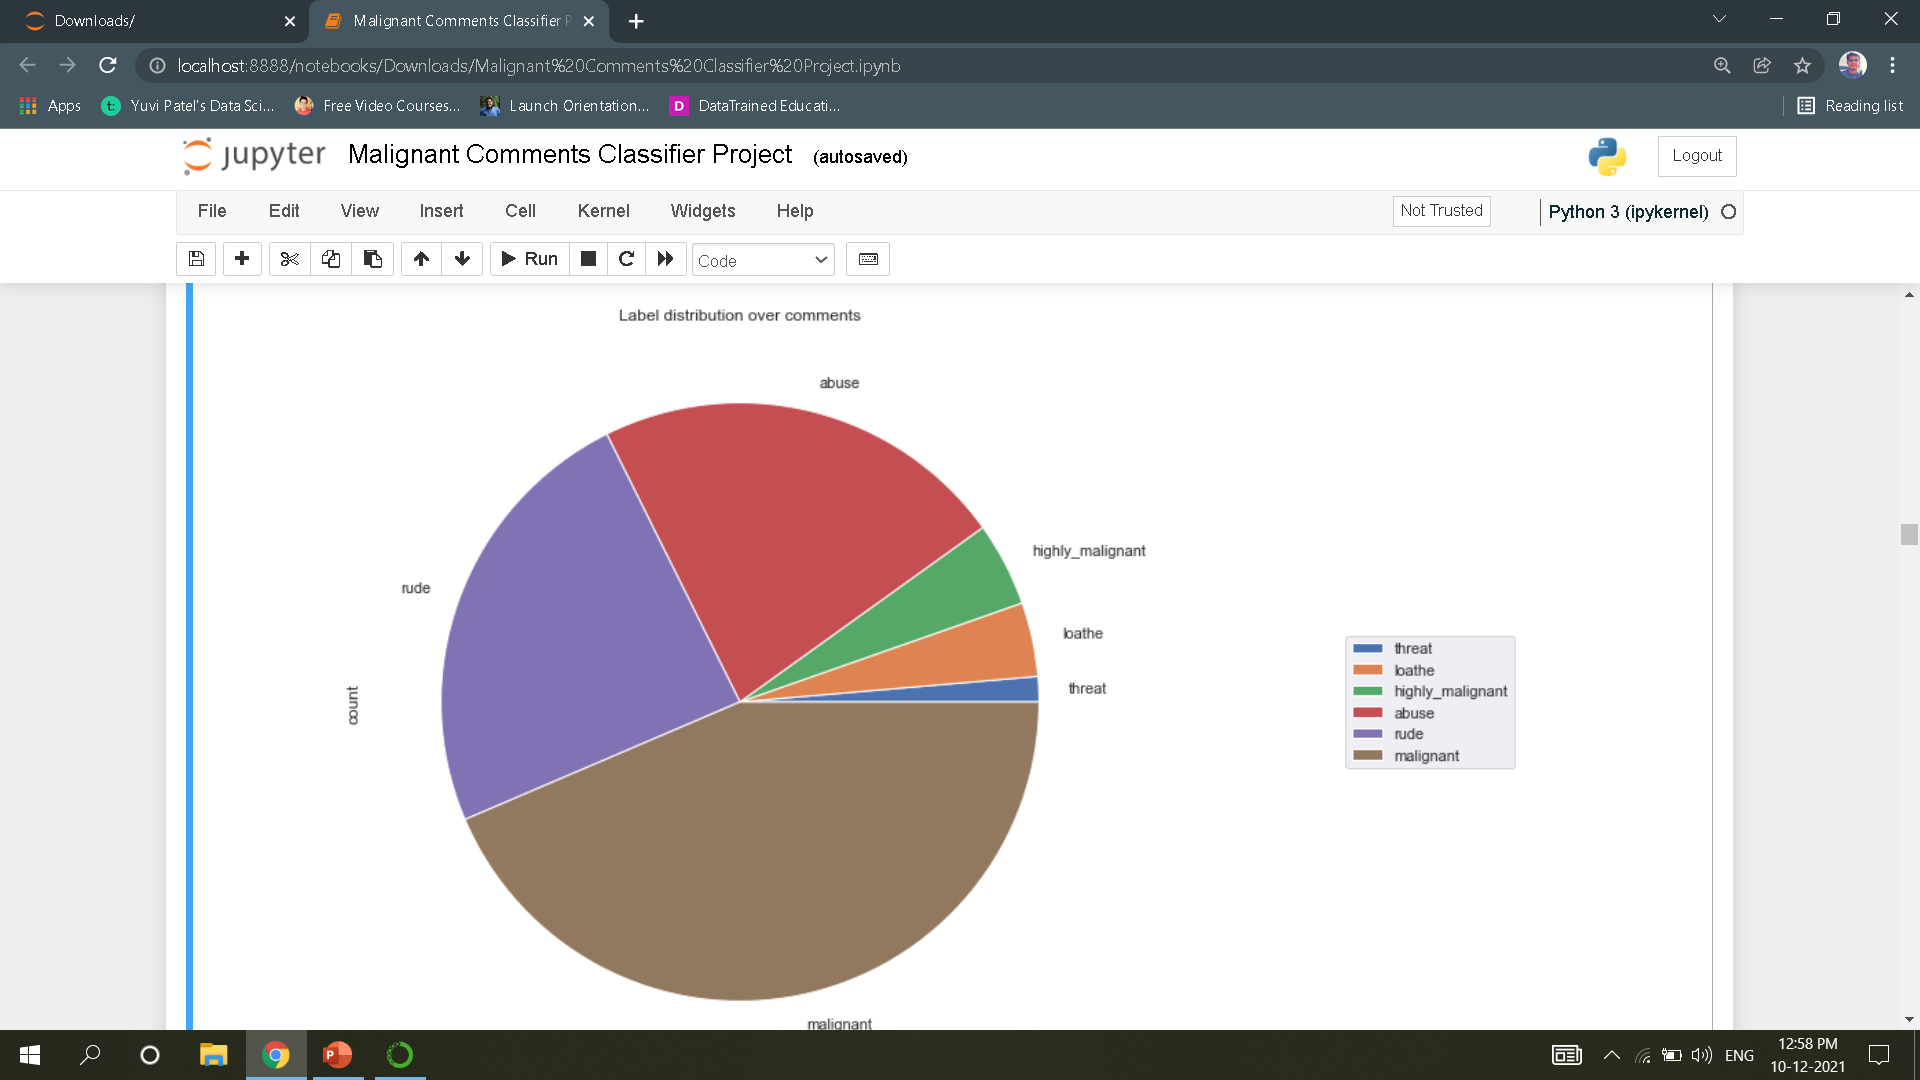 Downloads/
Malignant Comments Classifier P
localhost:8888/notebooks/Downloads/Malignant%20Comments%20Classifier%20Project.ipynb
Apps
Yuvi Patel's Data Sci...
Free Video Courses...
Launch Orientation...
D
DataTrained Educati...
Reading list
jupyter
Malignant Comments Classifier Project (autosaved)
Logout
File Edit View Insert Cell Kernel Widgets Help
Not Trusted
Python 3 (ipykernel)
Run
Code
Label distribution over comments
abuse
highly_malignant
rude
loathe
threat
count
malignant
threat
loathe
highly_malignant
abuse
rude
malignant
P
ENG
12:58 PM
10-12-2021